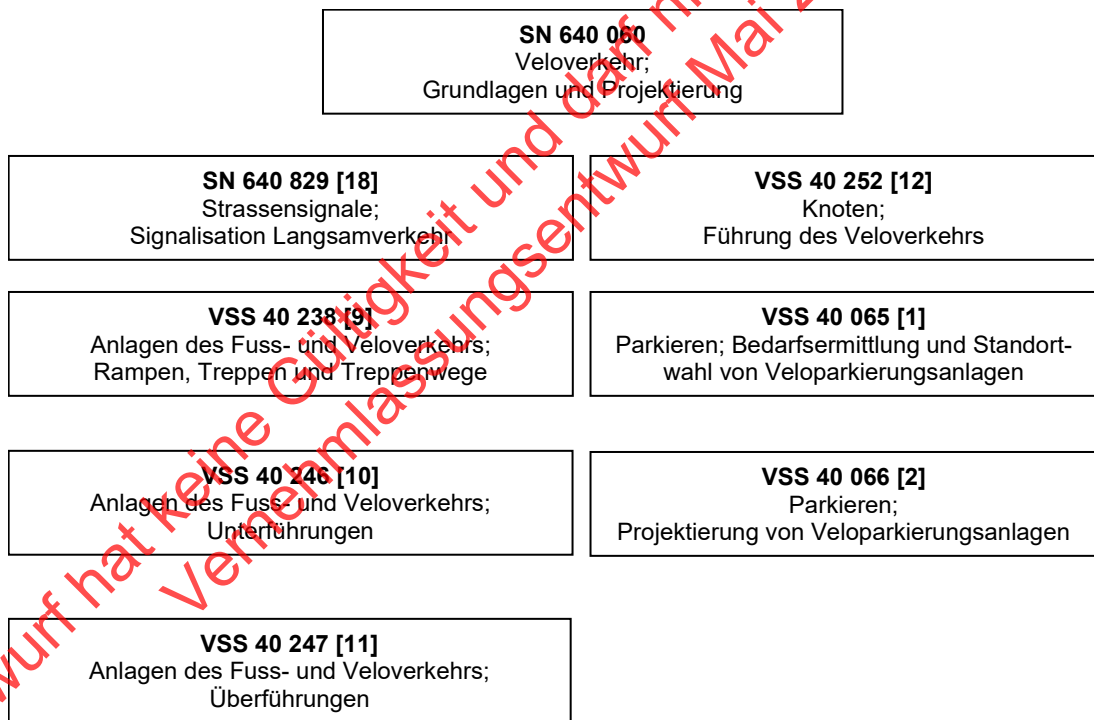 SN 640 060
Veloverkehr;
Grundlagen und Projektierung
SN 640 829 [18]
Strassensignale;
Signalisation Langsamverkehr
VSS 40 252 [12]
Knoten;
Führung des Veloverkehrs
VSS 40 238 [9]
Anlagen des Fuss- und Veloverkehrs;
Rampen, Treppen und Treppenwege
VSS 40 065 [1]
Parkieren; Bedarfsermittlung und Standort-
wahl von Veloparkierungsanlagen
VSS 40 246 [10]
Anlagen des Fuss- und Veloverkehrs;
Unterführungen
VSS 40 066 [2]
Parkieren;
Projektierung von Veloparkierungsanlagen
VSS 40 247 [11]
Anlagen des Fuss- und Veloverkehrs;
Überführungen
hat keine Gültigkeit und darf
Vernehmlassungsentwurf Mai